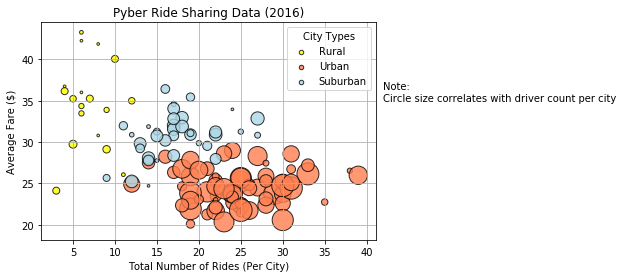 Pyber Ride Sharing Data (2016)
City Types
Rural
Urban
Suburban
Average Fare ($)
40
35
30
25
20
5
10
15
20
25
30
35
40
Total Number of Rides (Per City)
Note:
Circle size correlates with driver count per city